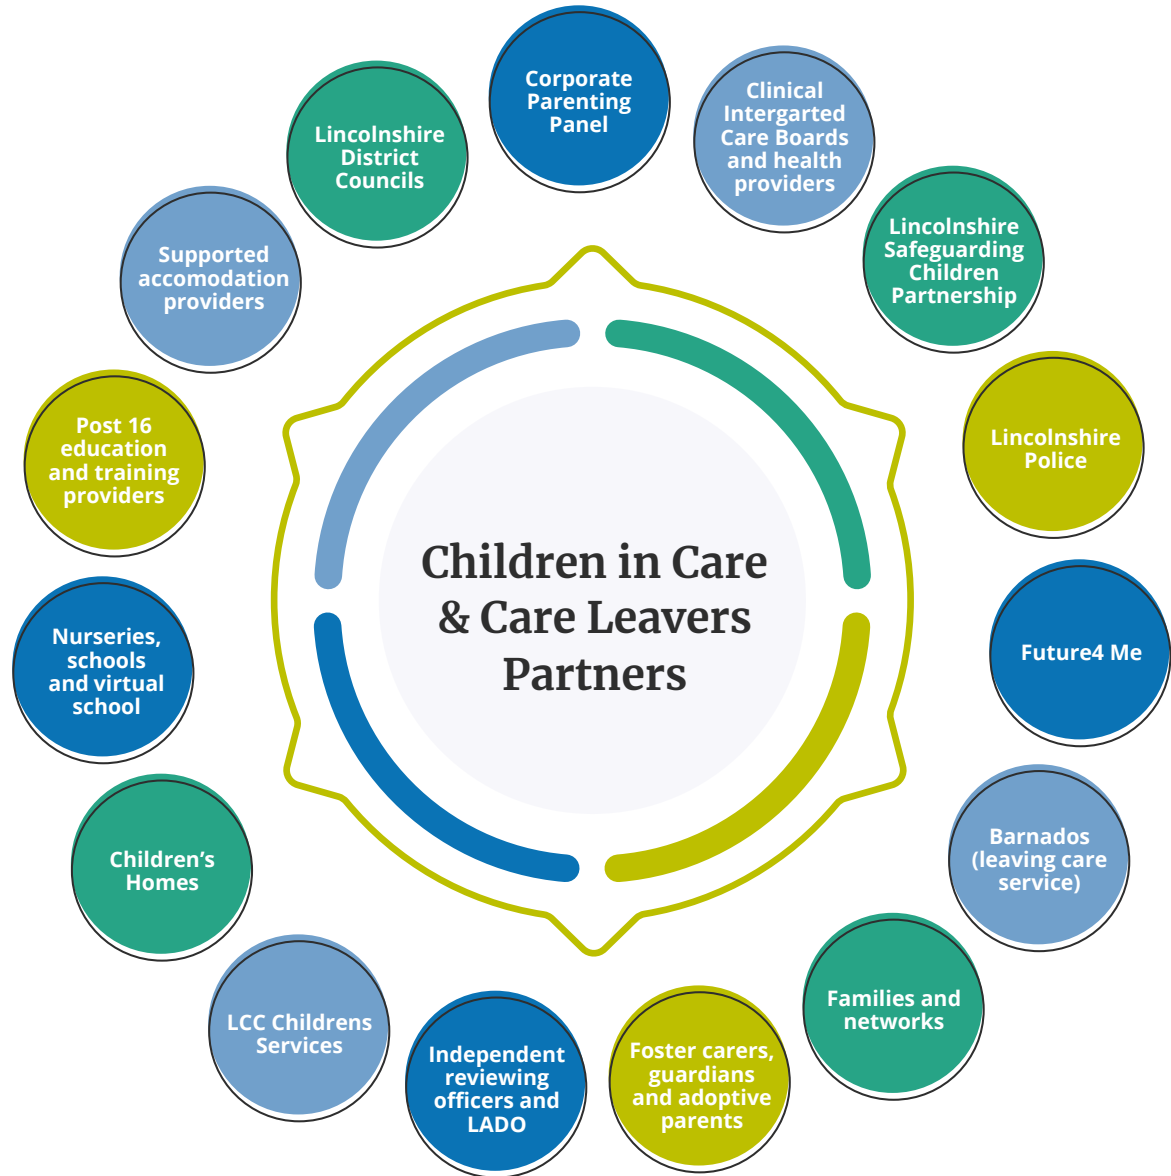 Corporate
Parenting
Panel
Clinical
Intergarted
Care Boards
and health
providers
Lincolnshire
Safeguarding
Children
Partnership
Lincolnshire
Police
Future4 Me
Barnados
(leaving care
service)
Families and
networks
Foster carers,
guardians
and adoptive
parents
Independent
reviewing
officers and
LADO
LCC Childrens
Services
Children’s
Homes
Nurseries,
schools
and virtual
school
Post 16
education
and training
providers
Supported
accomodation
providers
Lincolnshire
District
Councils
Children in Care
& Care Leavers
Partners